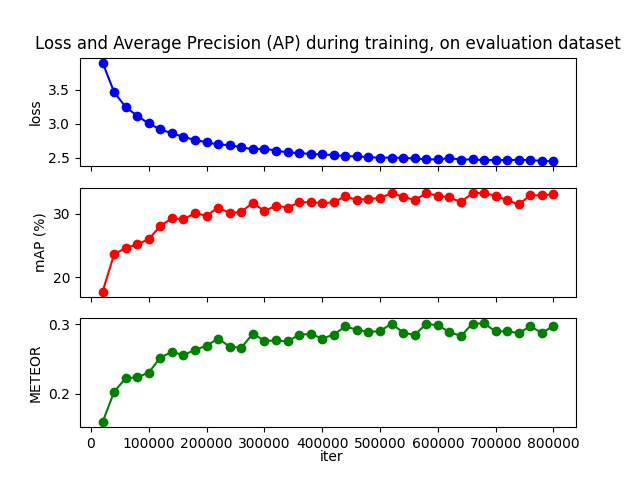 Loss and Average Precision (AP) during training, on evaluation dataset
3.5
3.0
2.5
loss
30
20
mAP (%)
0.3
0.2
METEOR
0 100000 200000 300000 400000 500000 600000 700000 800000
iter